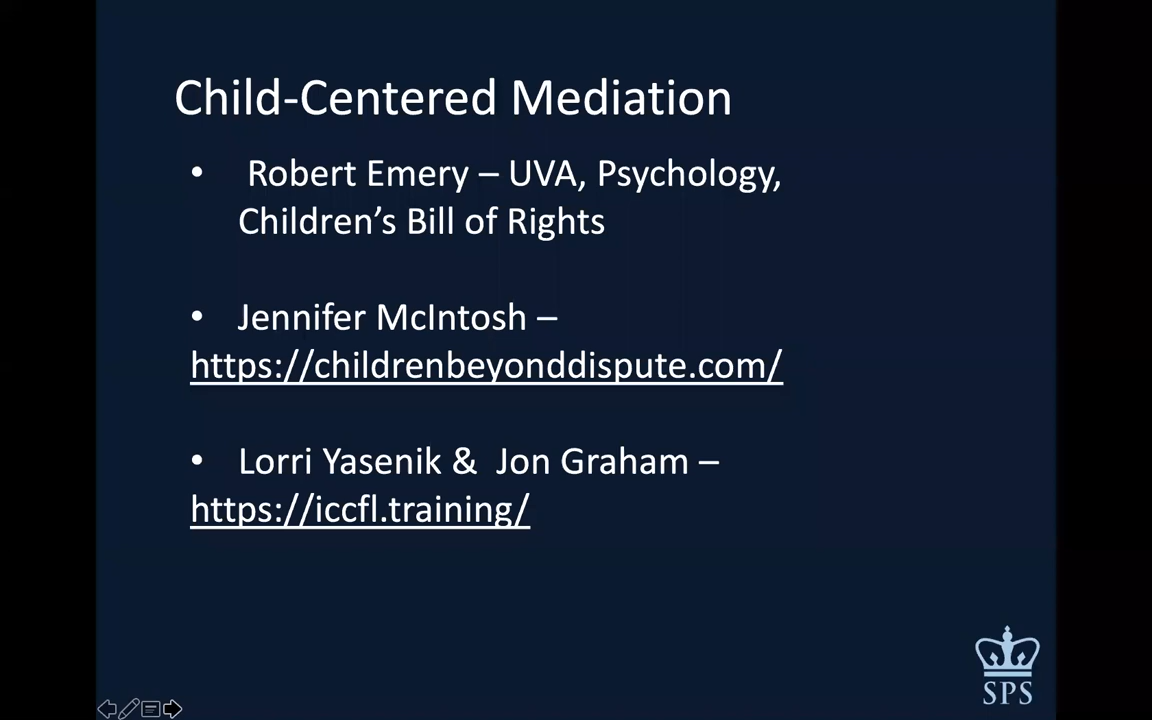 Child-Centered Mediation
• Robert Emery – UVA, Psychology,
Children’s Bill of Rights
• Jennifer McIntosh –
https://childrenbeyonddispute.com/
• Lorri Yasenik & Jon Graham –
https://iccfl.training/
SPS